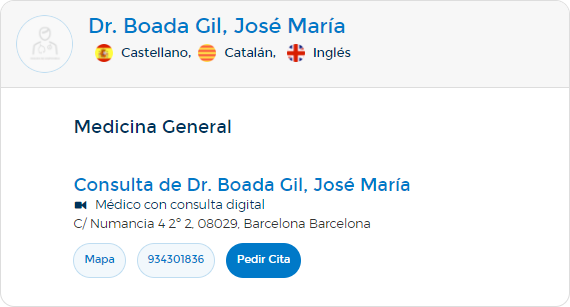 Dr. Boada Gil, José María
Castellano, Catalán, Inglés
Medicina General
Consulta de Dr. Boada Gil, José María
Médico con consulta digital
C/ Numancia 4 2º 2, 08029, Barcelona Barcelona
Mapa 934301836 Pedir Cita